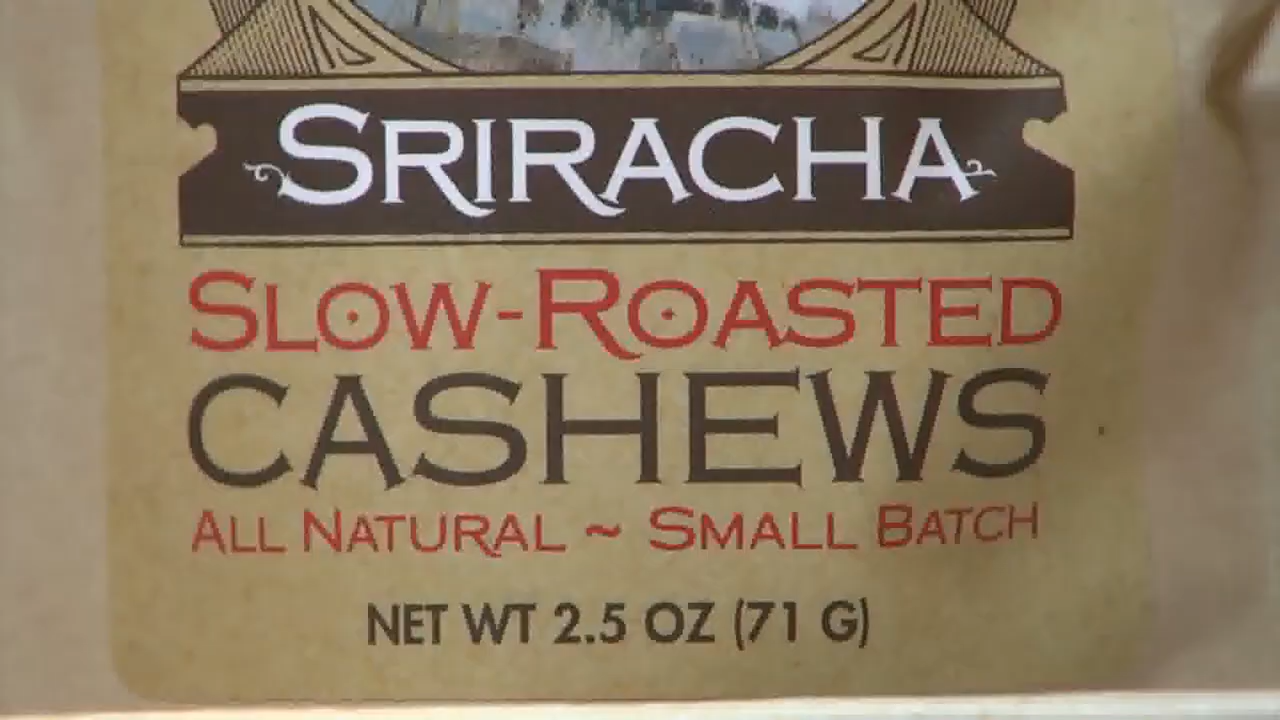 SRIRACHA
SLOW-ROASTED
CASHEWS
ALL NATURAL ~ SMALL BATCH
NET WT 2.5 OZ (71 G)